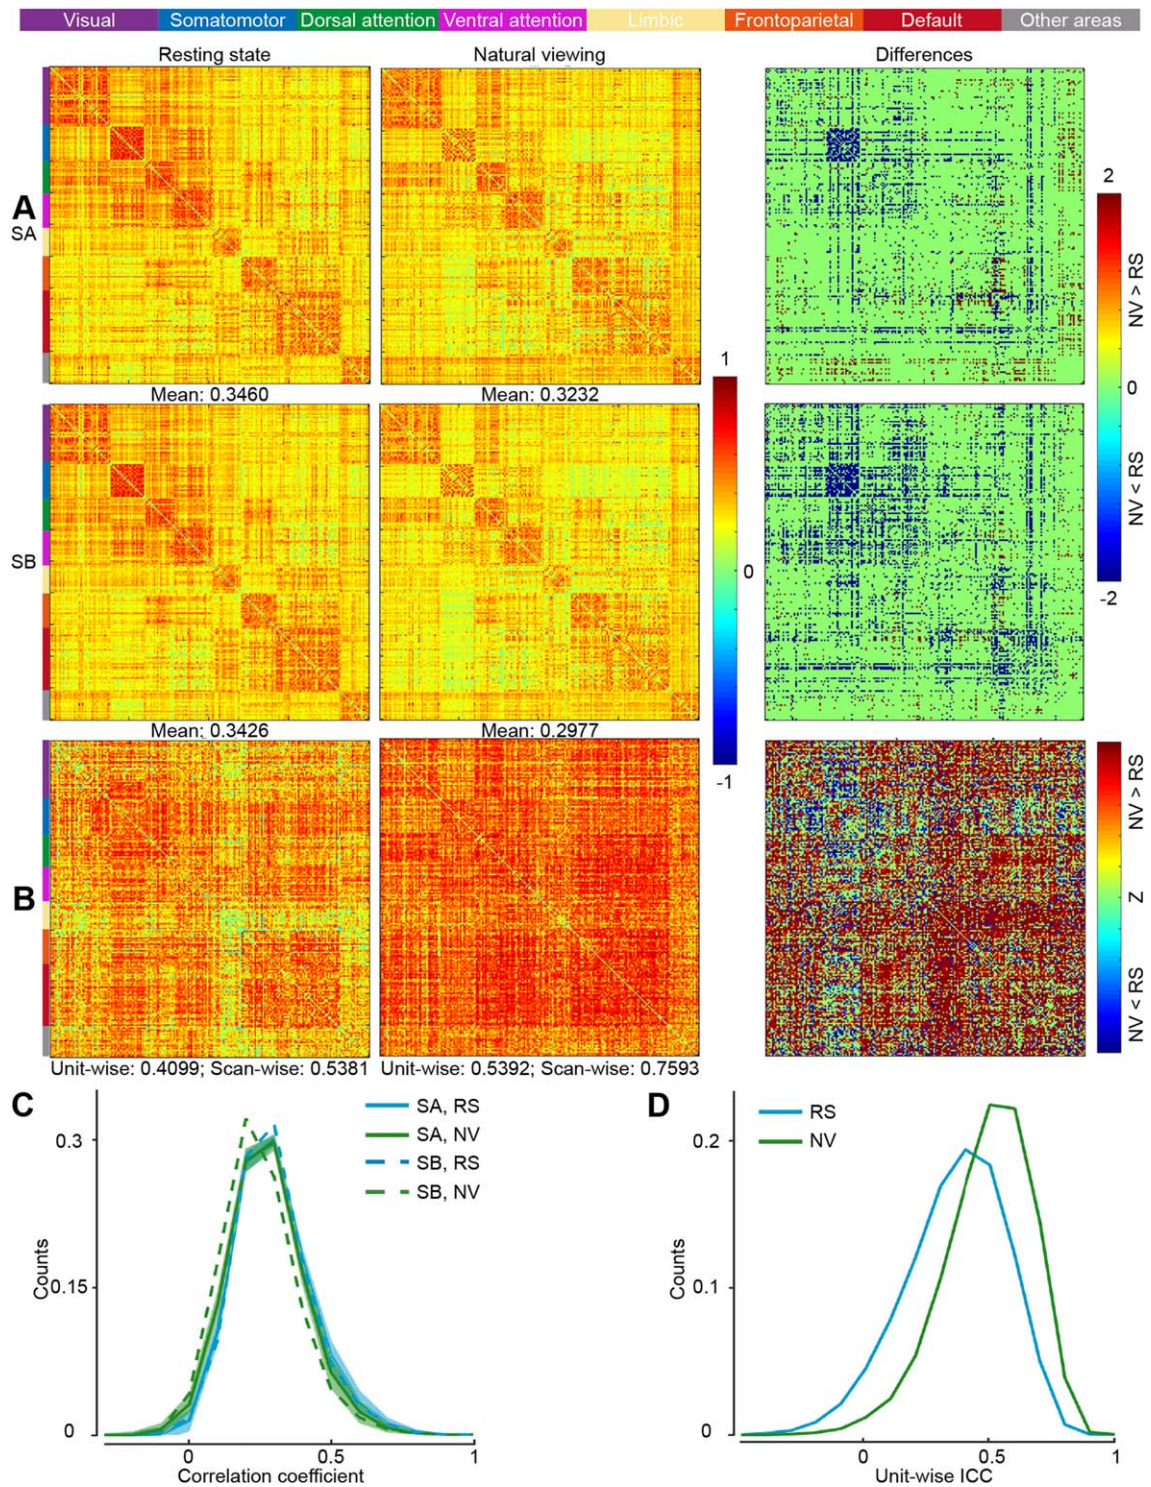 Visual Somatomotor Dorsal attention Ventral attention Limbic Frontoparietal Default Other areas
Resting state Natural viewing Differences
A
SA
2
NV > RS
0
NV < RS
-2
Mean: 0.3460 Mean: 0.3232
1
0
-1
SB
Mean: 0.3426 Mean: 0.2977
B
NV > RS
Z
NV < RS
Unit-wise: 0.4099; Scan-wise: 0.5381 Unit-wise: 0.5392; Scan-wise: 0.7593
C
SA, RS
SA, NV
SB, RS
SB, NV
0.3
0.15
0
Counts
0 0.5 1
Correlation coefficient
D
RS
NV
0.2
0.1
0
Counts
0 0.5 1
Unit-wise ICC